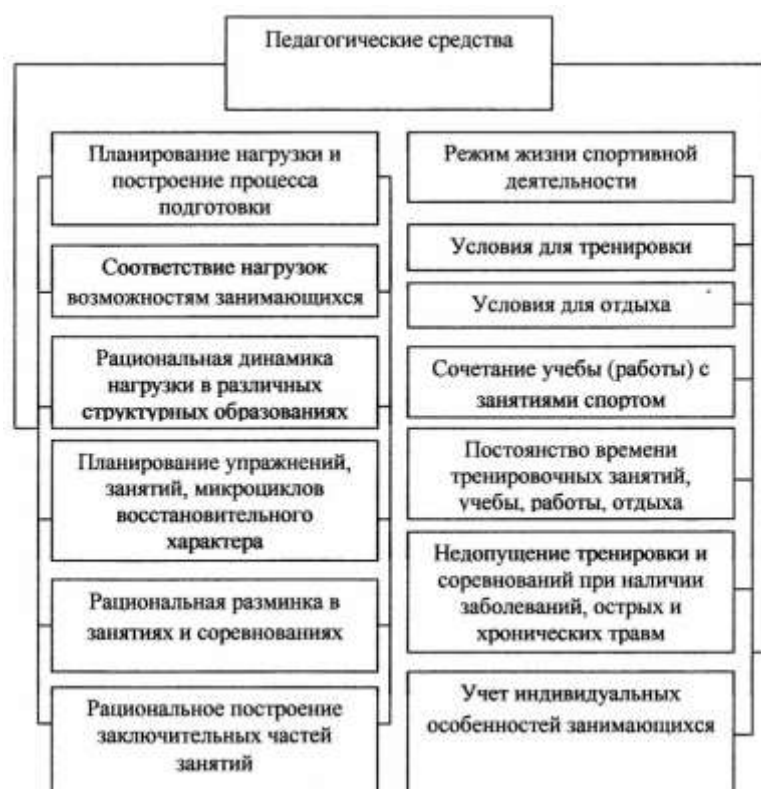 Педагогические средства
Планирование нагрузки и
построение процесса
подготовки
Соответствие нагрузок
возможностям занимающихся
Рациональная динамика
нагрузки в различных
структурных образованиях
Планирование упражнений,
занятий, микроциклов
восстановительного
характера
Рациональная разминка в
занятиях и соревнованиях
Рациональное построение
заключительных частей
занятий
Режим жизни спортивной
деятельности
Условия для тренировки
Условия для отдыха
Сочетание учебы (работы) с
занятиями спортом
Постоянство времени
тренировочных занятий,
учебы, работы, отдыха
Недопущение тренировки и
соревнований при наличии
заболеваний, острых и
хронических травм
Учет индивидуальных
особенностей занимающихся